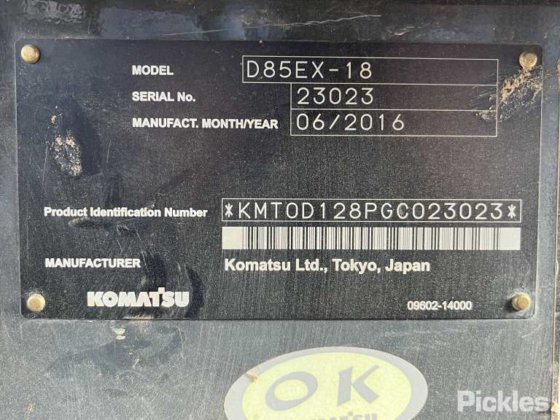 MODEL D85EX-18
SERIAL No. 23023
MANUFACT. MONTH/YEAR 06/2016
Product Identification Number *KMT0D128PGC023023*
MANUFACTURER Komatsu Ltd., Tokyo, Japan
KOMATSU 09602-14000
OK
KOMATSU
Pickles